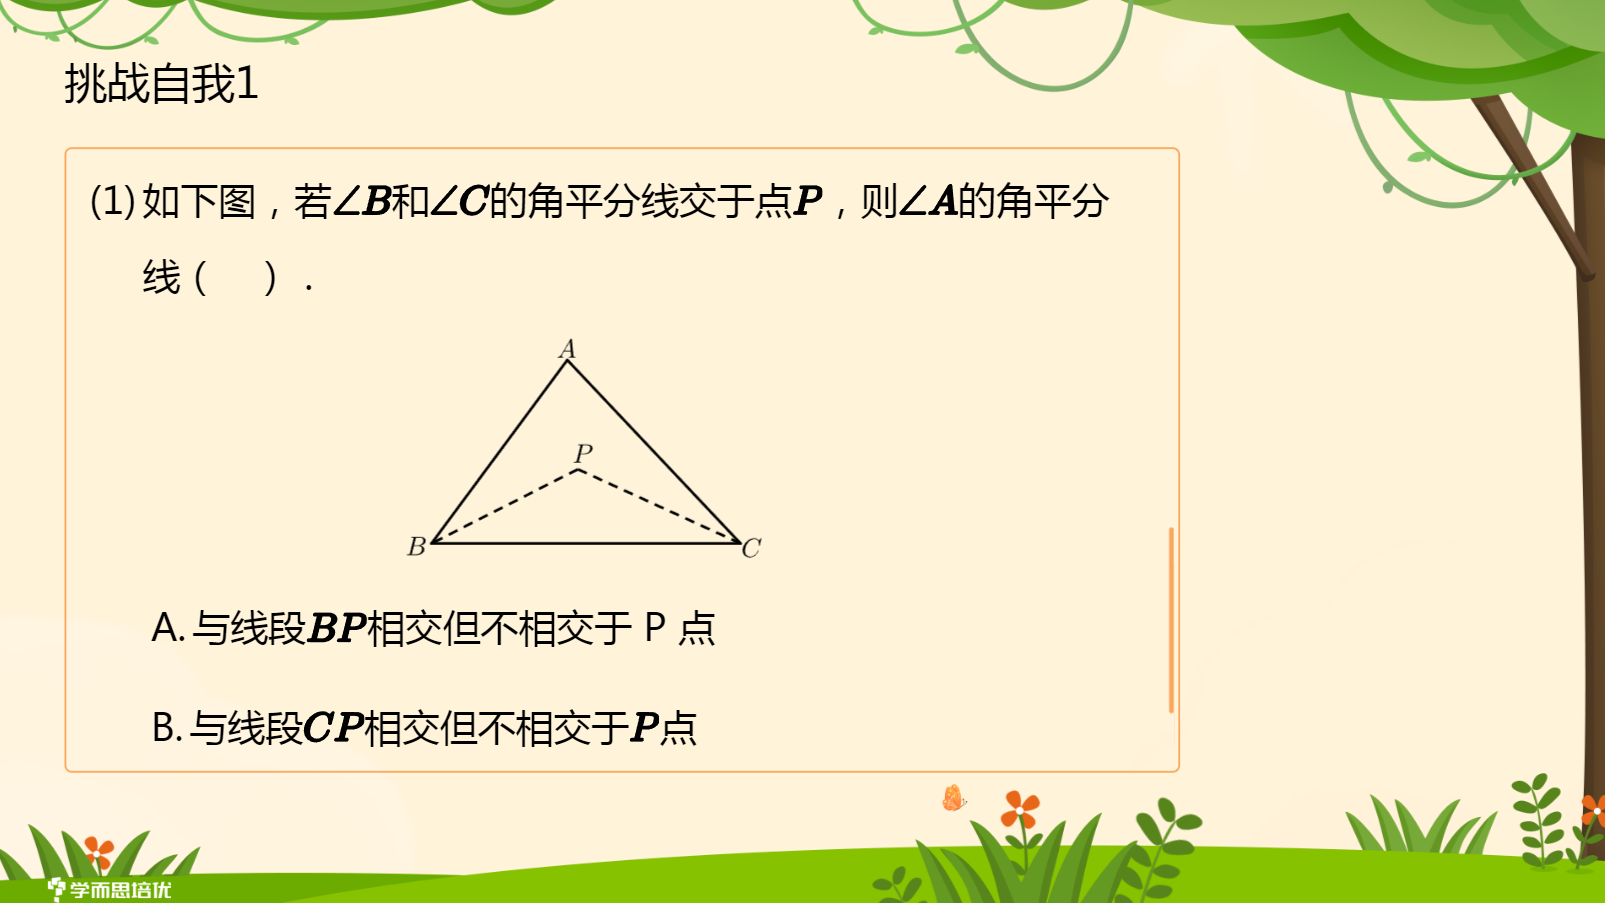 挑战自我1
(1) 如下图，若∠B和∠C的角平分线交于点P，则∠A的角平分
线（ ）.
A
P
B
C
A. 与线段BP相交但不相交于 P 点
B. 与线段CP相交但不相交于P点
学而思培优